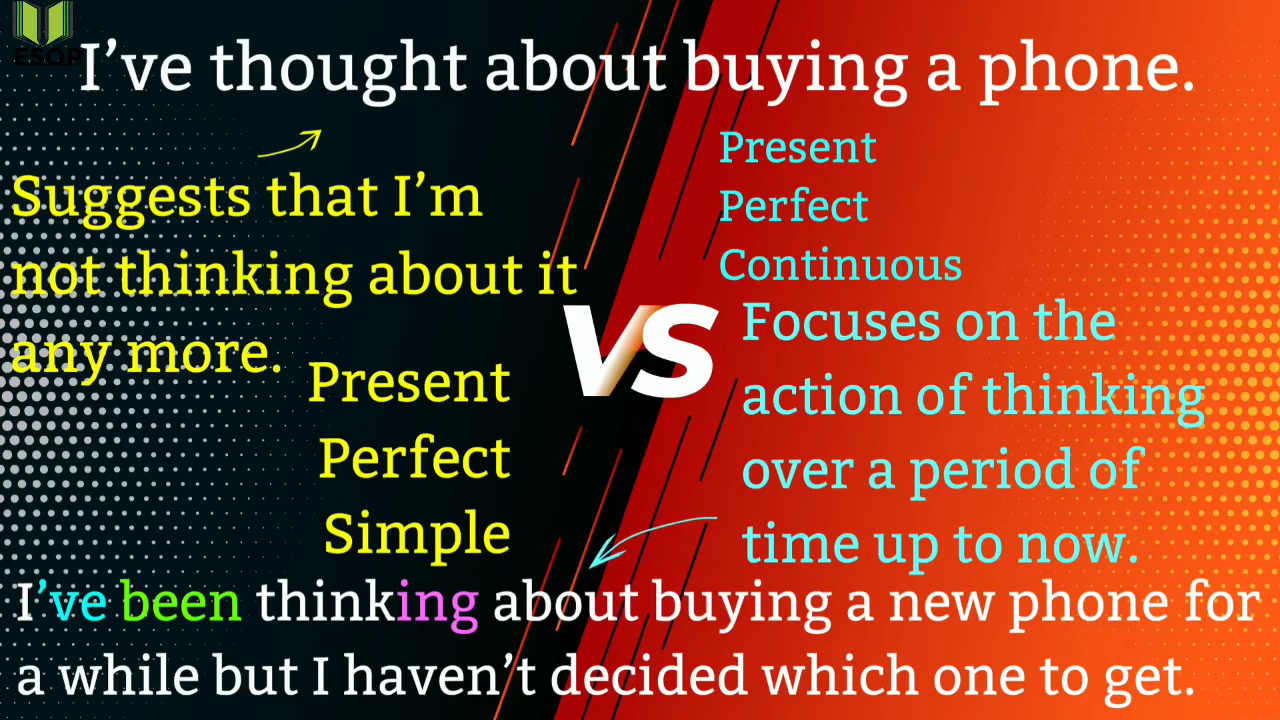 ESOP
I've thought about buying a phone.
Suggests that I'm
not thinking about it
any more.
Present
Perfect
Simple
VS
Present
Perfect
Continuous
Focuses on the
action of thinking
over a period of
time up to now.
I've been thinking about buying a new phone for
a while but I haven't decided which one to get.